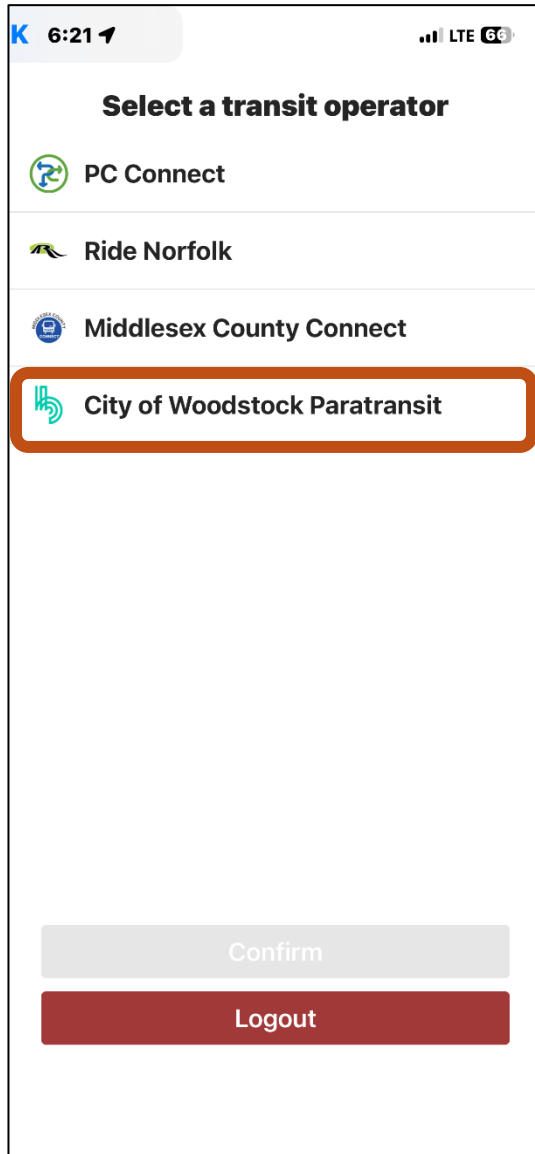 K 6:21 LTE 66
Select a transit operator
PC Connect
Ride Norfolk
Middlesex County Connect
City of Woodstock Paratransit
Confirm
Logout